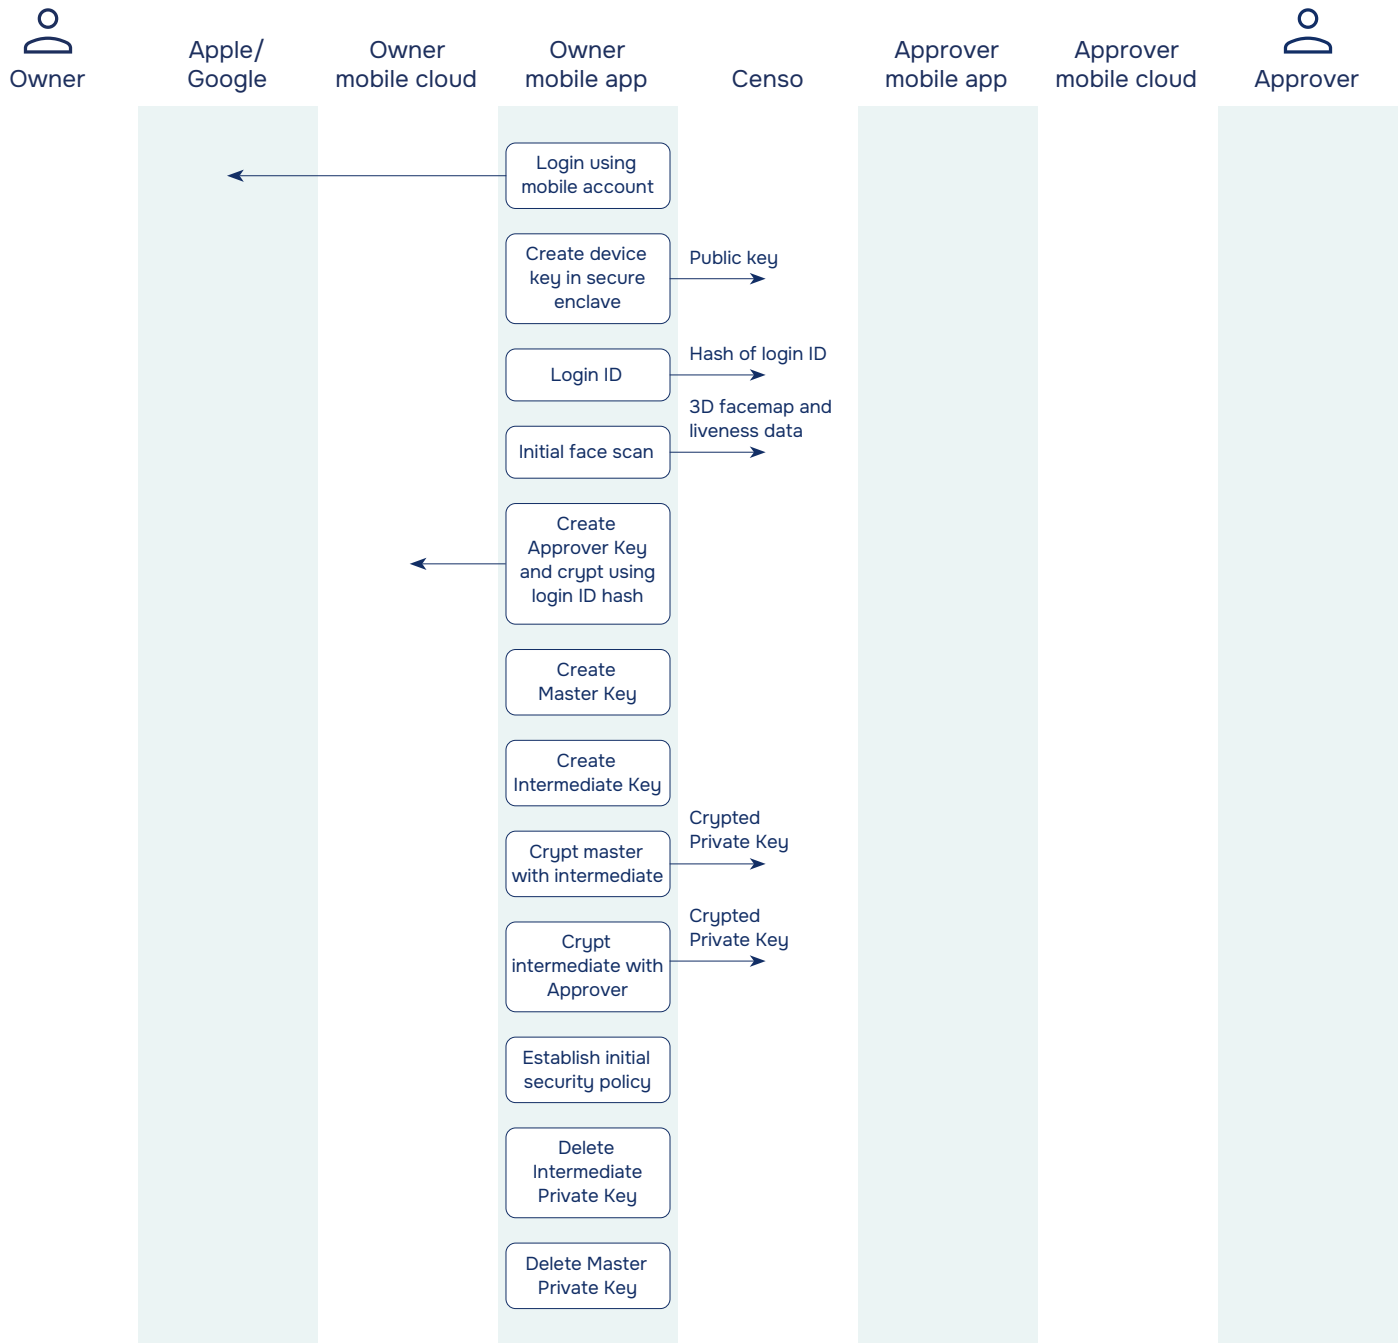 Owner
Apple/
Google
Owner
mobile cloud
Owner
mobile app
Censo
Approver
mobile app
Approver
mobile cloud
Approver
Login using
mobile account
Create device
key in secure
enclave
Public key
Login ID
Hash of login ID
Initial face scan
3D facemap and
liveness data
Create
Approver Key
and crypt using
login ID hash
Create
Master Key
Create
Intermediate Key
Crypt master
with intermediate
Crypted
Private Key
Crypt
intermediate with
Approver
Crypted
Private Key
Establish initial
security policy
Delete
Intermediate
Private Key
Delete Master
Private Key